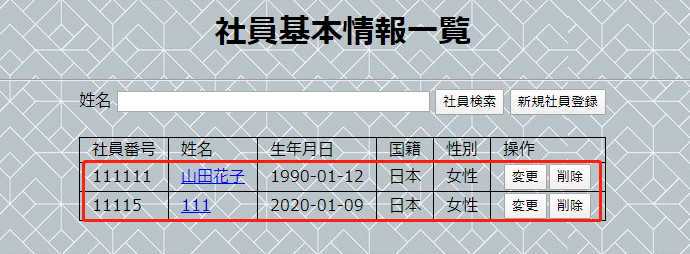 社員基本情報一覧
姓名 社員検索 新規社員登録
社員番号 姓名 生年月日 国籍 性別 操作
111111 山田花子 1990-01-12 日本 女性 変更 削除
11115 111 2020-01-09 日本 女性 変更 削除